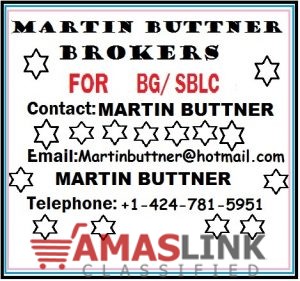 MARTIN BUTTNER
BROKERS
FOR BG/ SBLC
Contact:MARTIN BUTTNER
Email:Martinbuttner@hotmail.com
MARTIN BUTTNER
Telephone: +1-424-781-5951
AMASLINK
CLASSIFIED